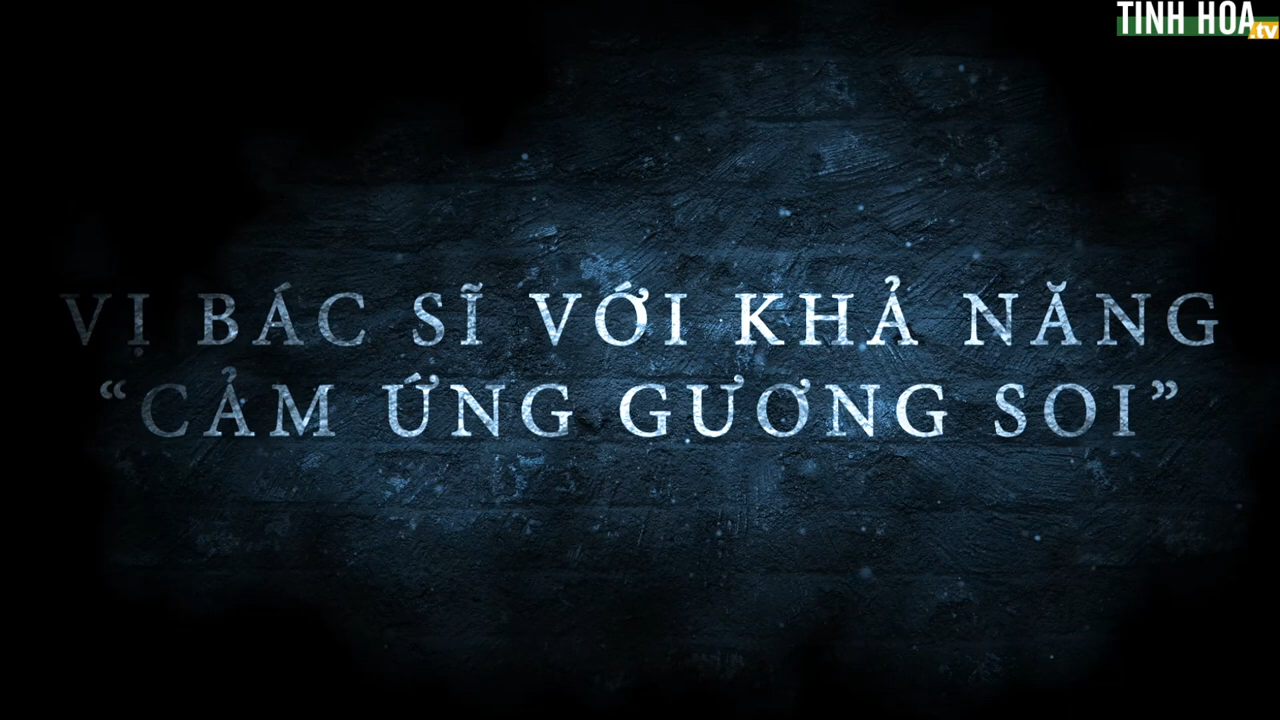 TINH HOA
.tv
VỊ BÁC SĨ VỚI KHẢ NĂNG
“CẢM ỨNG GƯƠNG SOI”